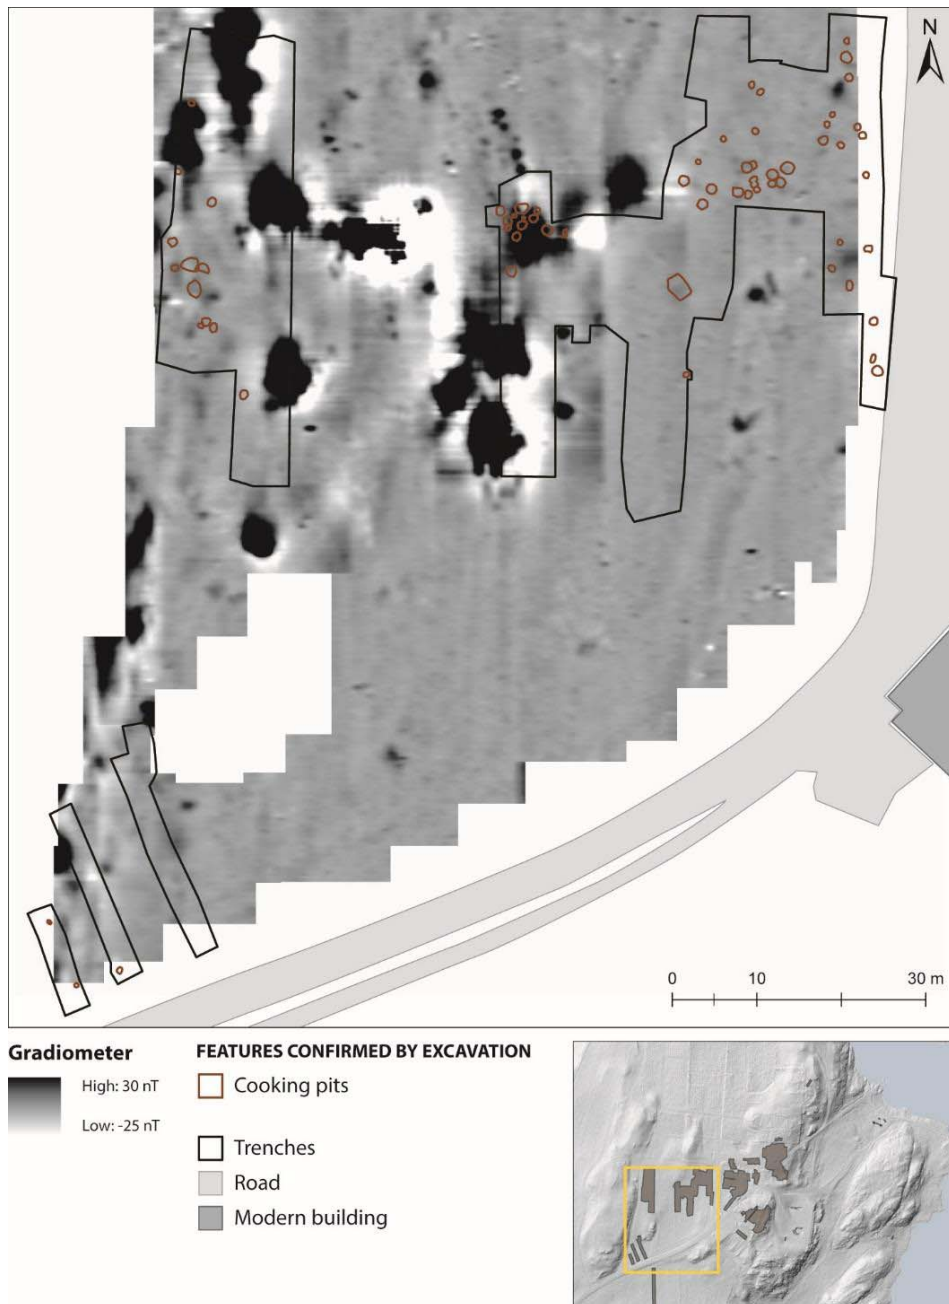 N
0 10 30 m
Gradiometer
High: 30 nT
Low: -25 nT
FEATURES CONFIRMED BY EXCAVATION
Cooking pits
Trenches
Road
Modern building